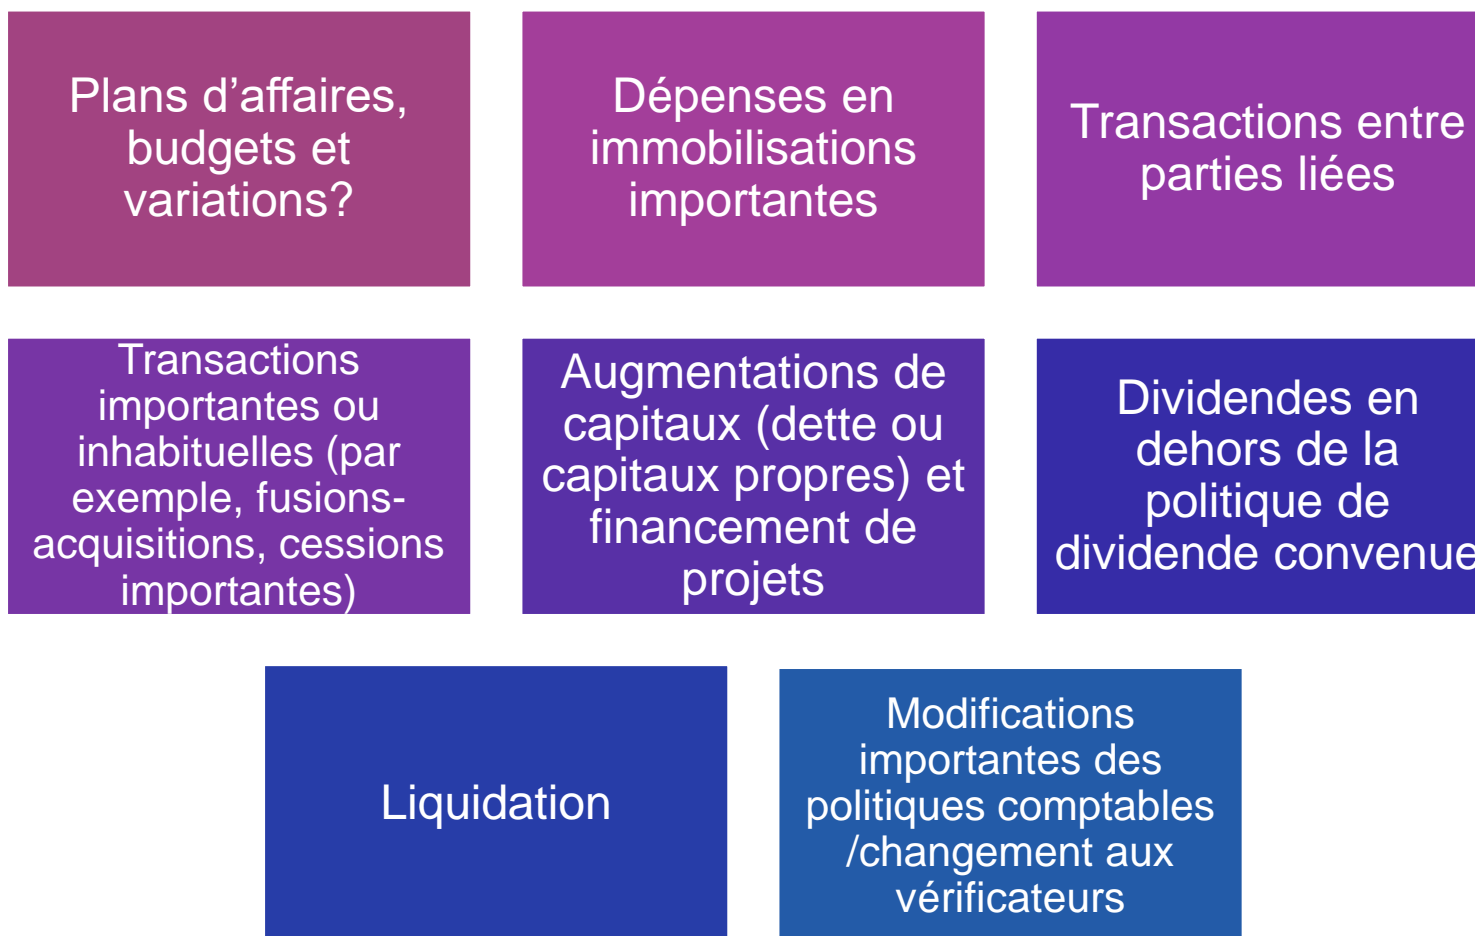 Plans d’affaires,
budgets et
variations?
Dépenses en
immobilisations
importantes
Transactions entre
parties liées
Transactions
importantes ou
inhabituelles (par
exemple, fusions-
acquisitions, cessions
importantes)
Augmentations de
capitaux (dette ou
capitaux propres) et
financement de
projets
Dividendes en
dehors de la
politique de
dividende convenue
Liquidation
Modifications
importantes des
politiques comptables
/changement aux
vérificateurs